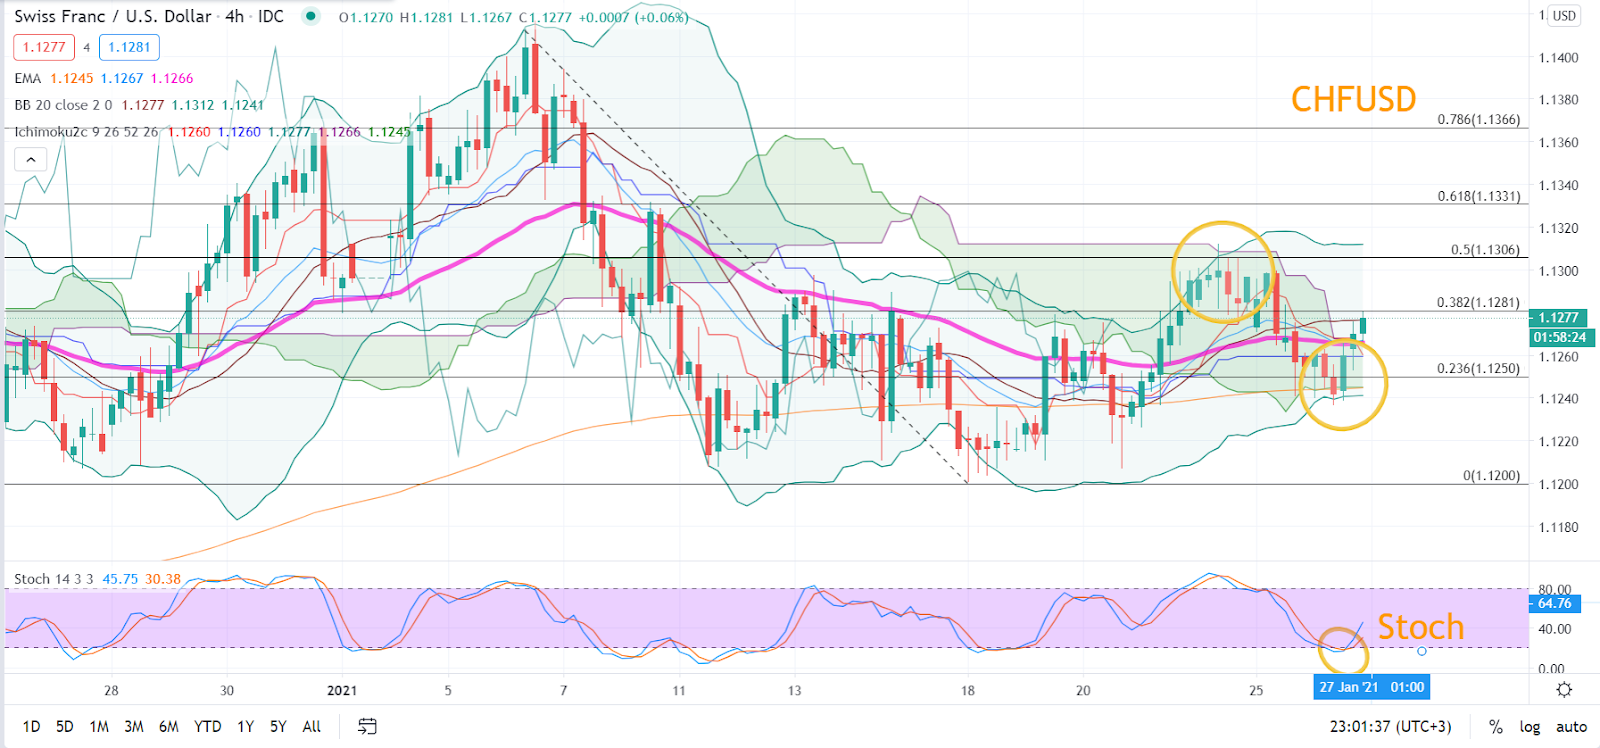 Swiss Franc / U.S. Dollar · 4h · IDC O1.1270 H1.1281 L1.1267 C1.1277 +0.0007 (+0.06%)
1.1277 4 1.1281
EMA 1.1245 1.1267 1.1266
BB 20 close 2 0 1.1277 1.1312 1.1241
Ichimoku2c 9 26 52 26 1.1260 1.1260 1.1277 1.1266 1.1245
CHFUSD
USD
1.1400
1.1380
0.786(1.1366)
1.1360
1.1340
0.618(1.1331)
1.1320
0.5(1.1306)
1.1300
0.382(1.1281)
1.1277
01:58:24
1.1260
0.236(1.1250)
1.1240
1.1220
0(1.1200)
1.1200
1.1180
Stoch 14 3 3 45.75 30.38
80.00
64.76
Stoch
40.00
0.00
28 30 2021 5 7 11 13 18 20 25 27 Jan '21 01:00
1D 5D 1M 3M 6M YTD 1Y 5Y All 23:01:37 (UTC+3) % log auto